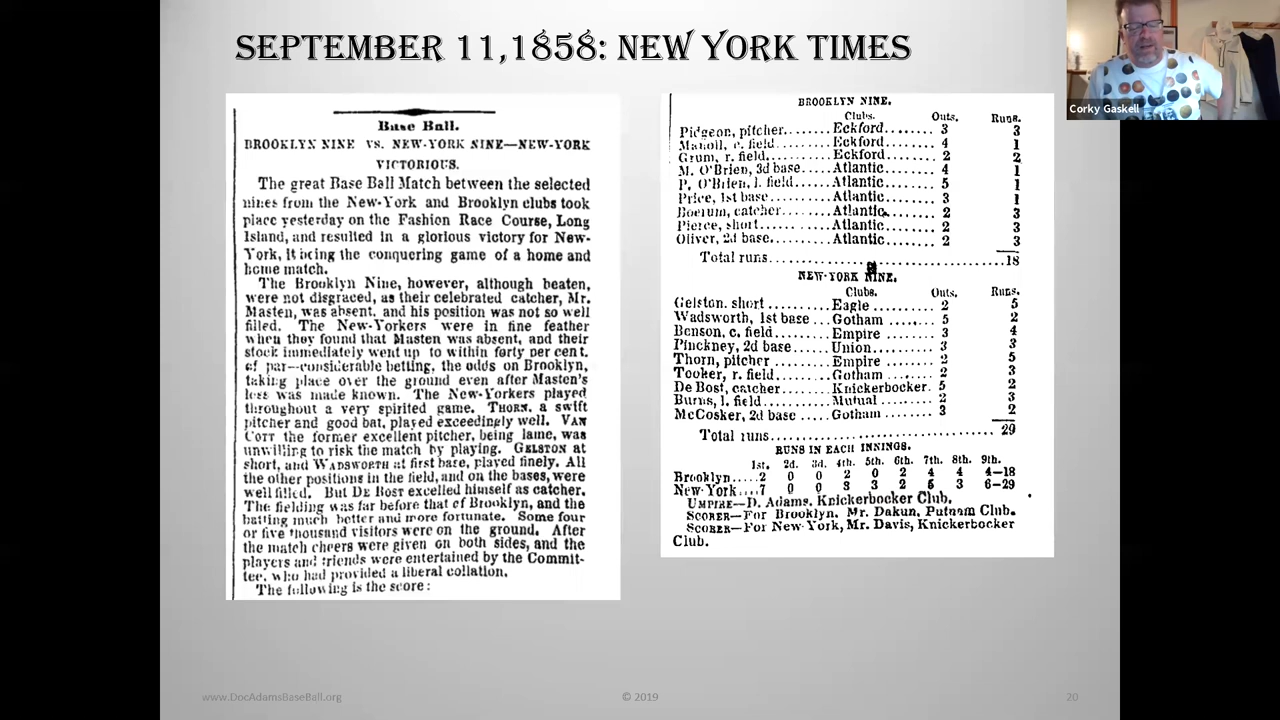 SEPTEMBER 11,1858: NEW YORK TIMES
Corky Gaskell
Base Ball.
BROOKLYN NINE VS. NEW-YORK NINE—NEW-YORK
VICTORIOUS.
The great Base Ball Match between the selected
nines from the New-York and Brooklyn clubs took
place yesterday on the Fashion Race Course, Long
Island, and resulted in a glorious victory for New-
York, it being the conquering game of a home and
home match.
The Brooklyn Nine, however, although beaten,
were not disgraced, as their celebrated catcher, Mr.
Masten, was absent, and his position was not so well
filled. The New-Yorkers were in fine feather
when they found that Masten was absent, and their
stock immediately went up to within forty per cent.
of par—considerable betting, the odds on Brooklyn,
taking place over the ground even after Masten's
loss was made known. The New-Yorkers played
throughout a very spirited game. THORN, a swift
pitcher and good bat, played exceedingly well. VAN
COTT the former excellent pitcher, being lame, was
unwilling to risk the match by playing. GELSTON at
short, and WADSWORTH at first base, played finely. All
the other positions in the field, and on the bases, were
well filled. But DE BOST excelled himself as catcher.
The fielding was far before that of Brooklyn, and the
batting much better and more fortunate. Some four
or five thousand visitors were on the ground. After
the match cheers were given on both sides, and the
players and friends were entertained by the Commit-
tee, who had provided a liberal collation.
The following is the score:
BROOKLYN NINE.
Clubs. Outs. Runs.
Pidgeon, pitcher........Eckford........ 3 3
Manolt, c. field........Eckford........ 4 1
Grum, r. field..........Eckford........ 2 2
M. O'Brien, 3d base.....Atlantic....... 4 1
P. O'Brien, l. field....Atlantic....... 5 1
Price, 1st base.........Atlantic....... 3 1
Boerum, catcher.........Atlantic....... 2 3
Pierce, short...........Atlantic....... 2 3
Oliver, 2d base.........Atlantic....... 2 3
Total runs..................................18
NEW-YORK NINE.
Clubs. Outs. Runs.
Gelston, short..........Eagle.......... 2 5
Wadsworth, 1st base ... Gotham ...... 5 2
Benson, c. field........Empire ........ 3 4
Pinckney, 2d base......Union.......... 3 3
Thorn, pitcher .........Empire ........ 2 5
Tooker, r. field........Gotham ........ 2 3
De Bost, catcher.......Knickerbocker. 5 2
Burns, l. field.........Mutual ........ 2 3
McCosker, 2d base .....Gotham ....... 3 2
Total runs.................................. 29
RUNS IN EACH INNINGS.
1st. 2d. 3d. 4th. 5th. 6th. 7th. 8th. 9th.
Brooklyn.....2 0 0 2 0 2 4 4 4—18
New-York....7 0 0 3 3 2 5 3 6—29
UMPIRE—D. Adams, Knickerbocker Club.
SCORER—For Brooklyn, Mr. Dakun, Putnam Club.
SCORER—For New-York, Mr. Davis, Knickerbocker
Club.
www.DocAdamsBaseBall.org
© 2019
20